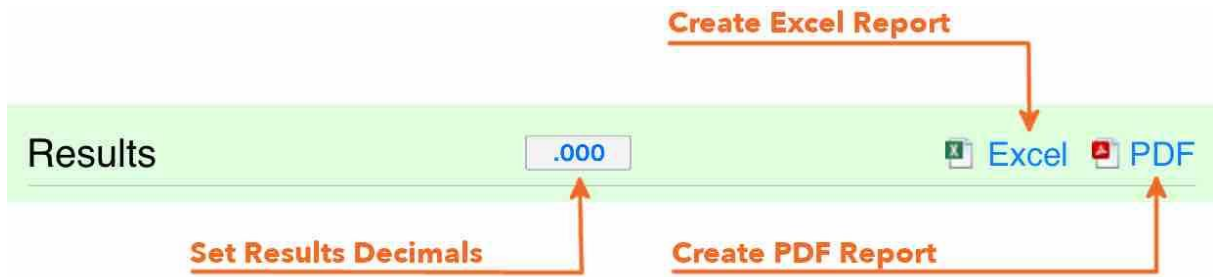 Create Excel Report
Results .000 Excel PDF
Set Results Decimals Create PDF Report